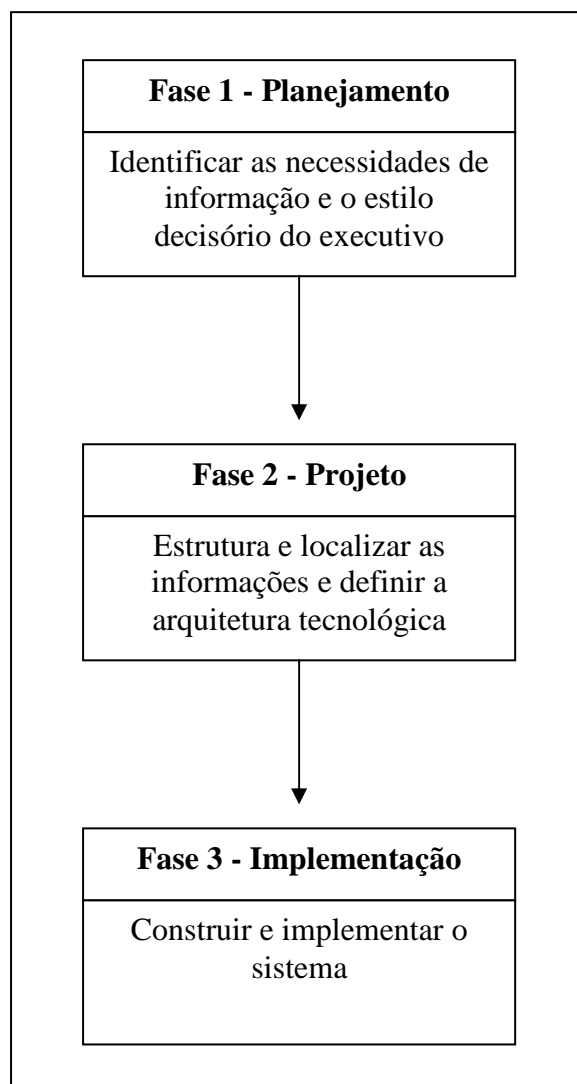 Fase 1 - Planejamento
Identificar as necessidades de
informação e o estilo
decisório do executivo
Fase 2 - Projeto
Estrutura e localizar as
informações e definir a
arquitetura tecnológica
Fase 3 - Implementação
Construir e implementar o
sistema